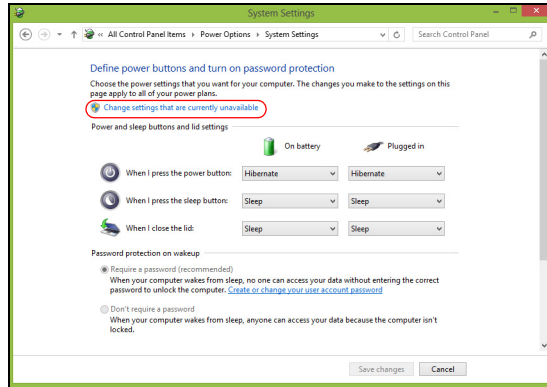 System Settings
« All Control Panel Items ▸ Power Options ▸ System Settings
Search Control Panel
Define power buttons and turn on password protection
Choose the power settings that you want for your computer. The changes you make to the settings on this
page apply to all of your power plans.
Change settings that are currently unavailable
Power and sleep buttons and lid settings
On battery Plugged in
When I press the power button: Hibernate Hibernate
When I press the sleep button: Sleep Sleep
When I close the lid: Sleep Sleep
Password protection on wakeup
Require a password (recommended)
When your computer wakes from sleep, no one can access your data without entering the correct
password to unlock the computer. Create or change your user account password
Don't require a password
When your computer wakes from sleep, anyone can access your data because the computer isn't
locked.
Save changes Cancel